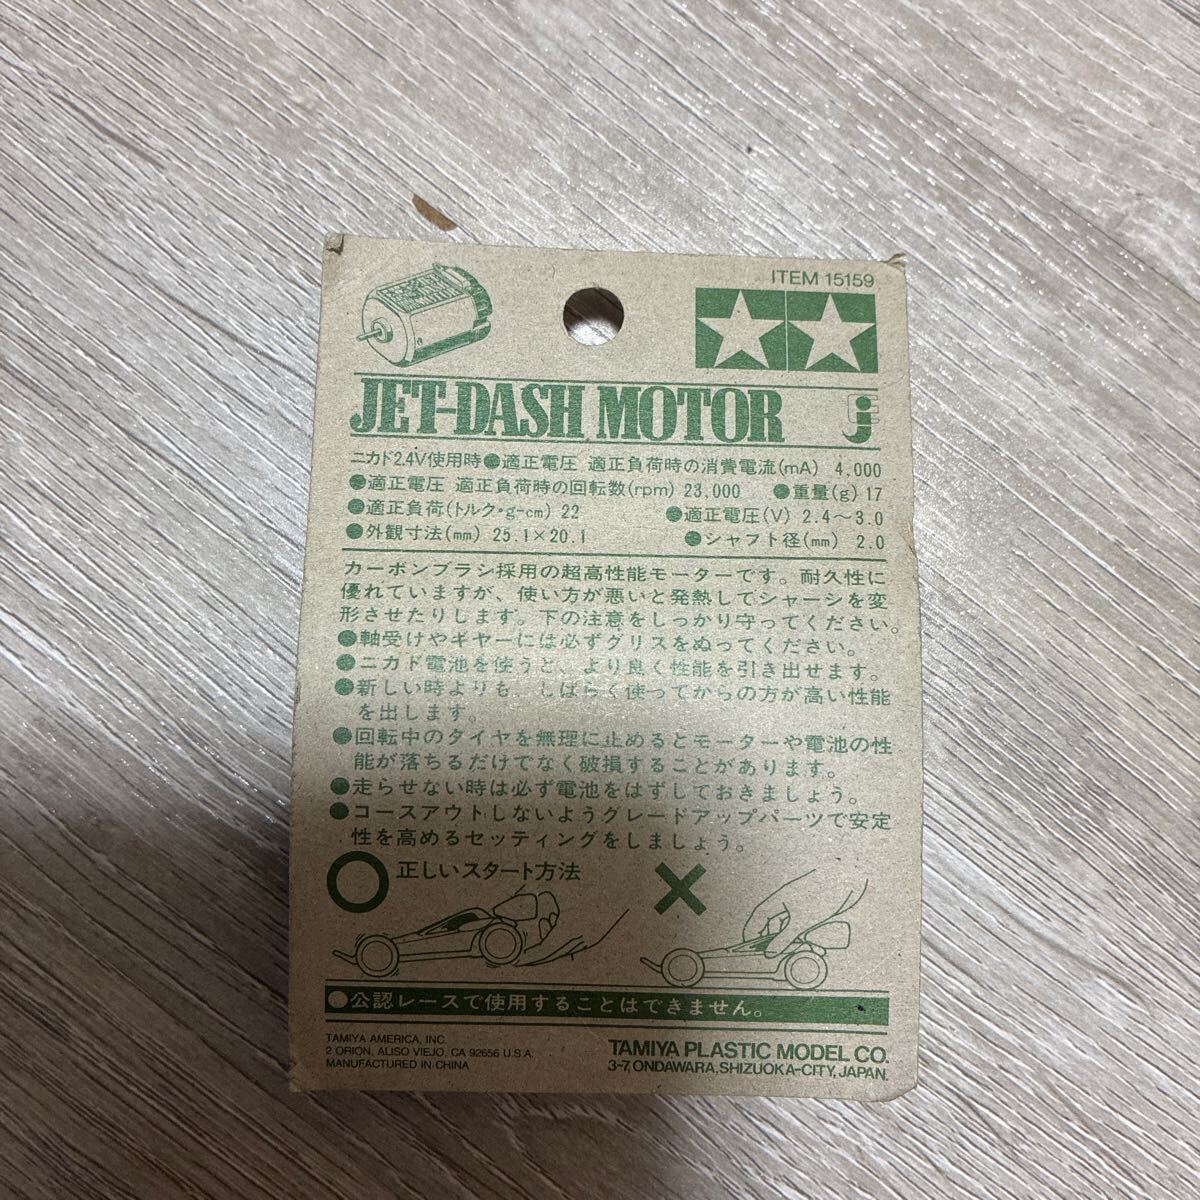 ITEM 15159
JET-DASH MOTOR
ニカド2.4V使用時●適正電圧 適正負荷時の消費電流(mA) 4,000
●適正電圧 適正負荷時の回転数(rpm) 23,000 ●重量(g) 17
●適正負荷(トルク・g-cm) 22 ●適正電圧(V) 2.4〜3.0
●外観寸法(mm) 25.1×20.1 ●シャフト径(mm) 2.0
カーボンブラシ採用の超高性能モーターです。耐久性に
優れていますが、使い方が悪いと発熱してシャーシを変
形させたりします。下の注意をしっかり守ってください。
●軸受けやギヤーには必ずグリスをぬってください。
●ニカド電池を使うと、より良く性能を引き出せます。
●新しい時よりも、しばらく使ってからの方が高い性能
を出します。
●回転中のタイヤを無理に止めるとモーターや電池の性
能が落ちるだけでなく破損することがあります。
●走らせない時は必ず電池をはずしておきましょう。
●コースアウトしないようグレードアップパーツで安定
性を高めるセッティングをしましょう。
正しいスタート方法
●公認レースで使用することはできません。
TAMIYA AMERICA, INC.
2 ORION, ALISO VIEJO, CA 92656 U.S.A.
MANUFACTURED IN CHINA
TAMIYA PLASTIC MODEL CO.
3-7, ONDAWARA, SHIZUOKA-CITY, JAPAN.